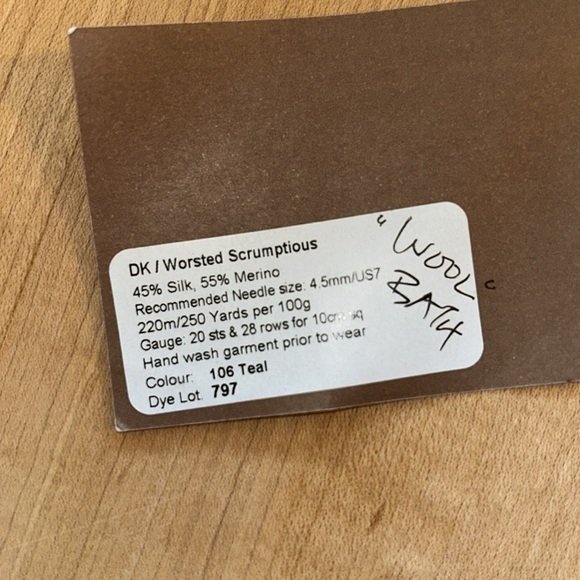 DK / Worsted Scrumptious
45% Silk, 55% Merino
Recommended Needle size: 4.5mm/US7
220m/250 Yards per 100g
Gauge: 20 sts & 28 rows for 10cm sq
Hand wash garment prior to wear
Colour: 106 Teal
Dye Lot. 797
"WOOL
BATH